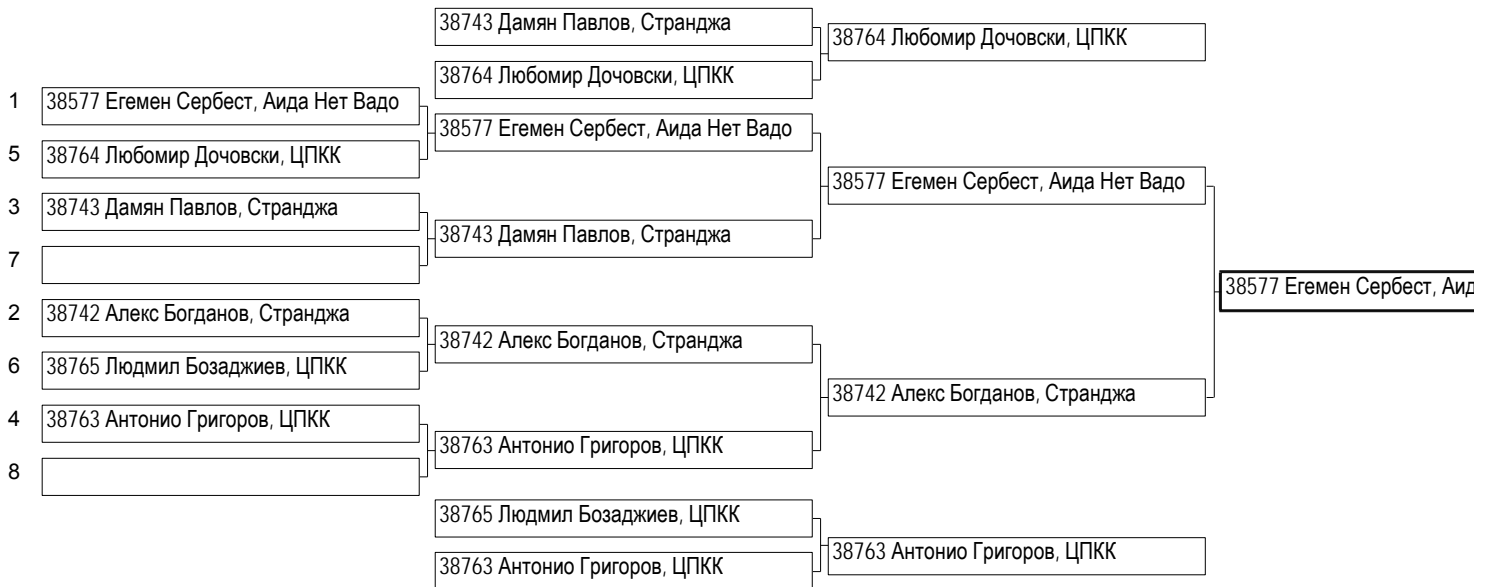 38743 Дамян Павлов, Странджа
38764 Любомир Дочовски, ЦПКК
38764 Любомир Дочовски, ЦПКК
1 38577 Егемен Сербест, Аида Нет Вадо
38577 Егемен Сербест, Аида Нет Вадо
5 38764 Любомир Дочовски, ЦПКК
38577 Егемен Сербест, Аида Нет Вадо
3 38743 Дамян Павлов, Странджа
38743 Дамян Павлов, Странджа
7
38577 Егемен Сербест, Аид
2 38742 Алекс Богданов, Странджа
38742 Алекс Богданов, Странджа
6 38765 Людмил Бозаджиев, ЦПКК
38742 Алекс Богданов, Странджа
4 38763 Антонио Григоров, ЦПКК
38763 Антонио Григоров, ЦПКК
8
38765 Людмил Бозаджиев, ЦПКК
38763 Антонио Григоров, ЦПКК
38763 Антонио Григоров, ЦПКК